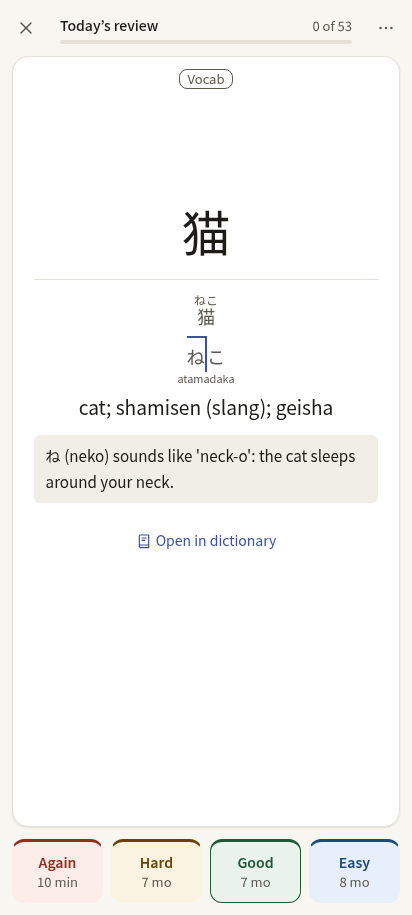 Today’s review 0 of 53
Vocab
猫
ねこ
猫
ねこ
atamadaka
cat; shamisen (slang); geisha
ね (neko) sounds like 'neck-o': the cat sleeps
around your neck.
Open in dictionary
Again Hard Good Easy
10 min 7 mo 7 mo 8 mo